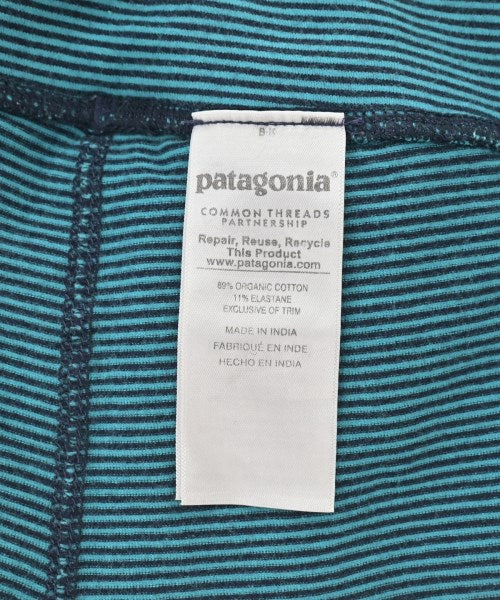 B-K
patagonia®
COMMON THREADS
PARTNERSHIP
Repair, Reuse, Recycle
This Product
www.patagonia.com
89% ORGANIC COTTON
11% ELASTANE
EXCLUSIVE OF TRIM
MADE IN INDIA
FABRIQUÉ EN INDE
HECHO EN INDIA